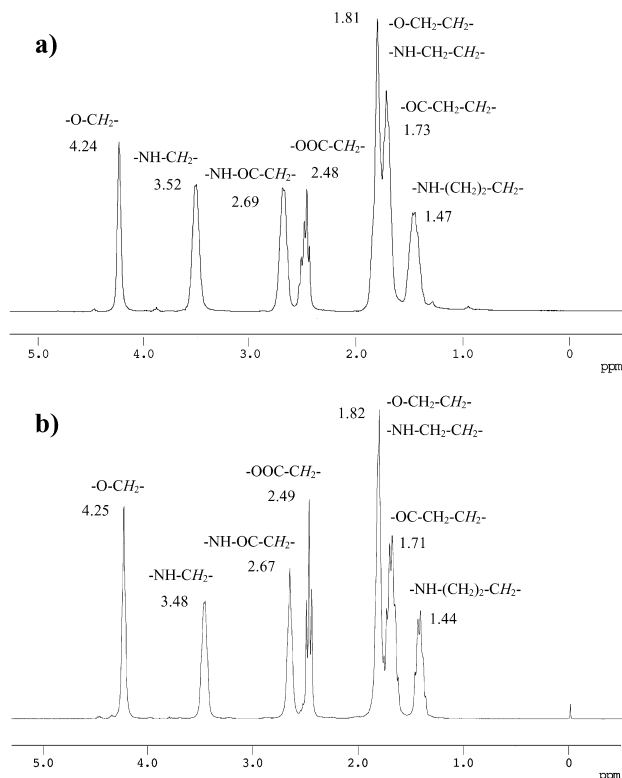 a)
1.81
-O-CH2-CH2-
-NH-CH2-CH2-
-O-CH2-
4.24
-NH-CH2-
3.52
-NH-OC-CH2-
2.69
-OOC-CH2-
2.48
-OC-CH2-CH2-
1.73
-NH-(CH2)2-CH2-
1.47
5.0 4.0 3.0 2.0 1.0 0
ppm
b)
1.82
-O-CH2-CH2-
-NH-CH2-CH2-
-O-CH2-
4.25
-NH-CH2-
3.48
-NH-OC-CH2-
2.67
-OOC-CH2-
2.49
-OC-CH2-CH2-
1.71
-NH-(CH2)2-CH2-
1.44
5.0 4.0 3.0 2.0 1.0 0
ppm